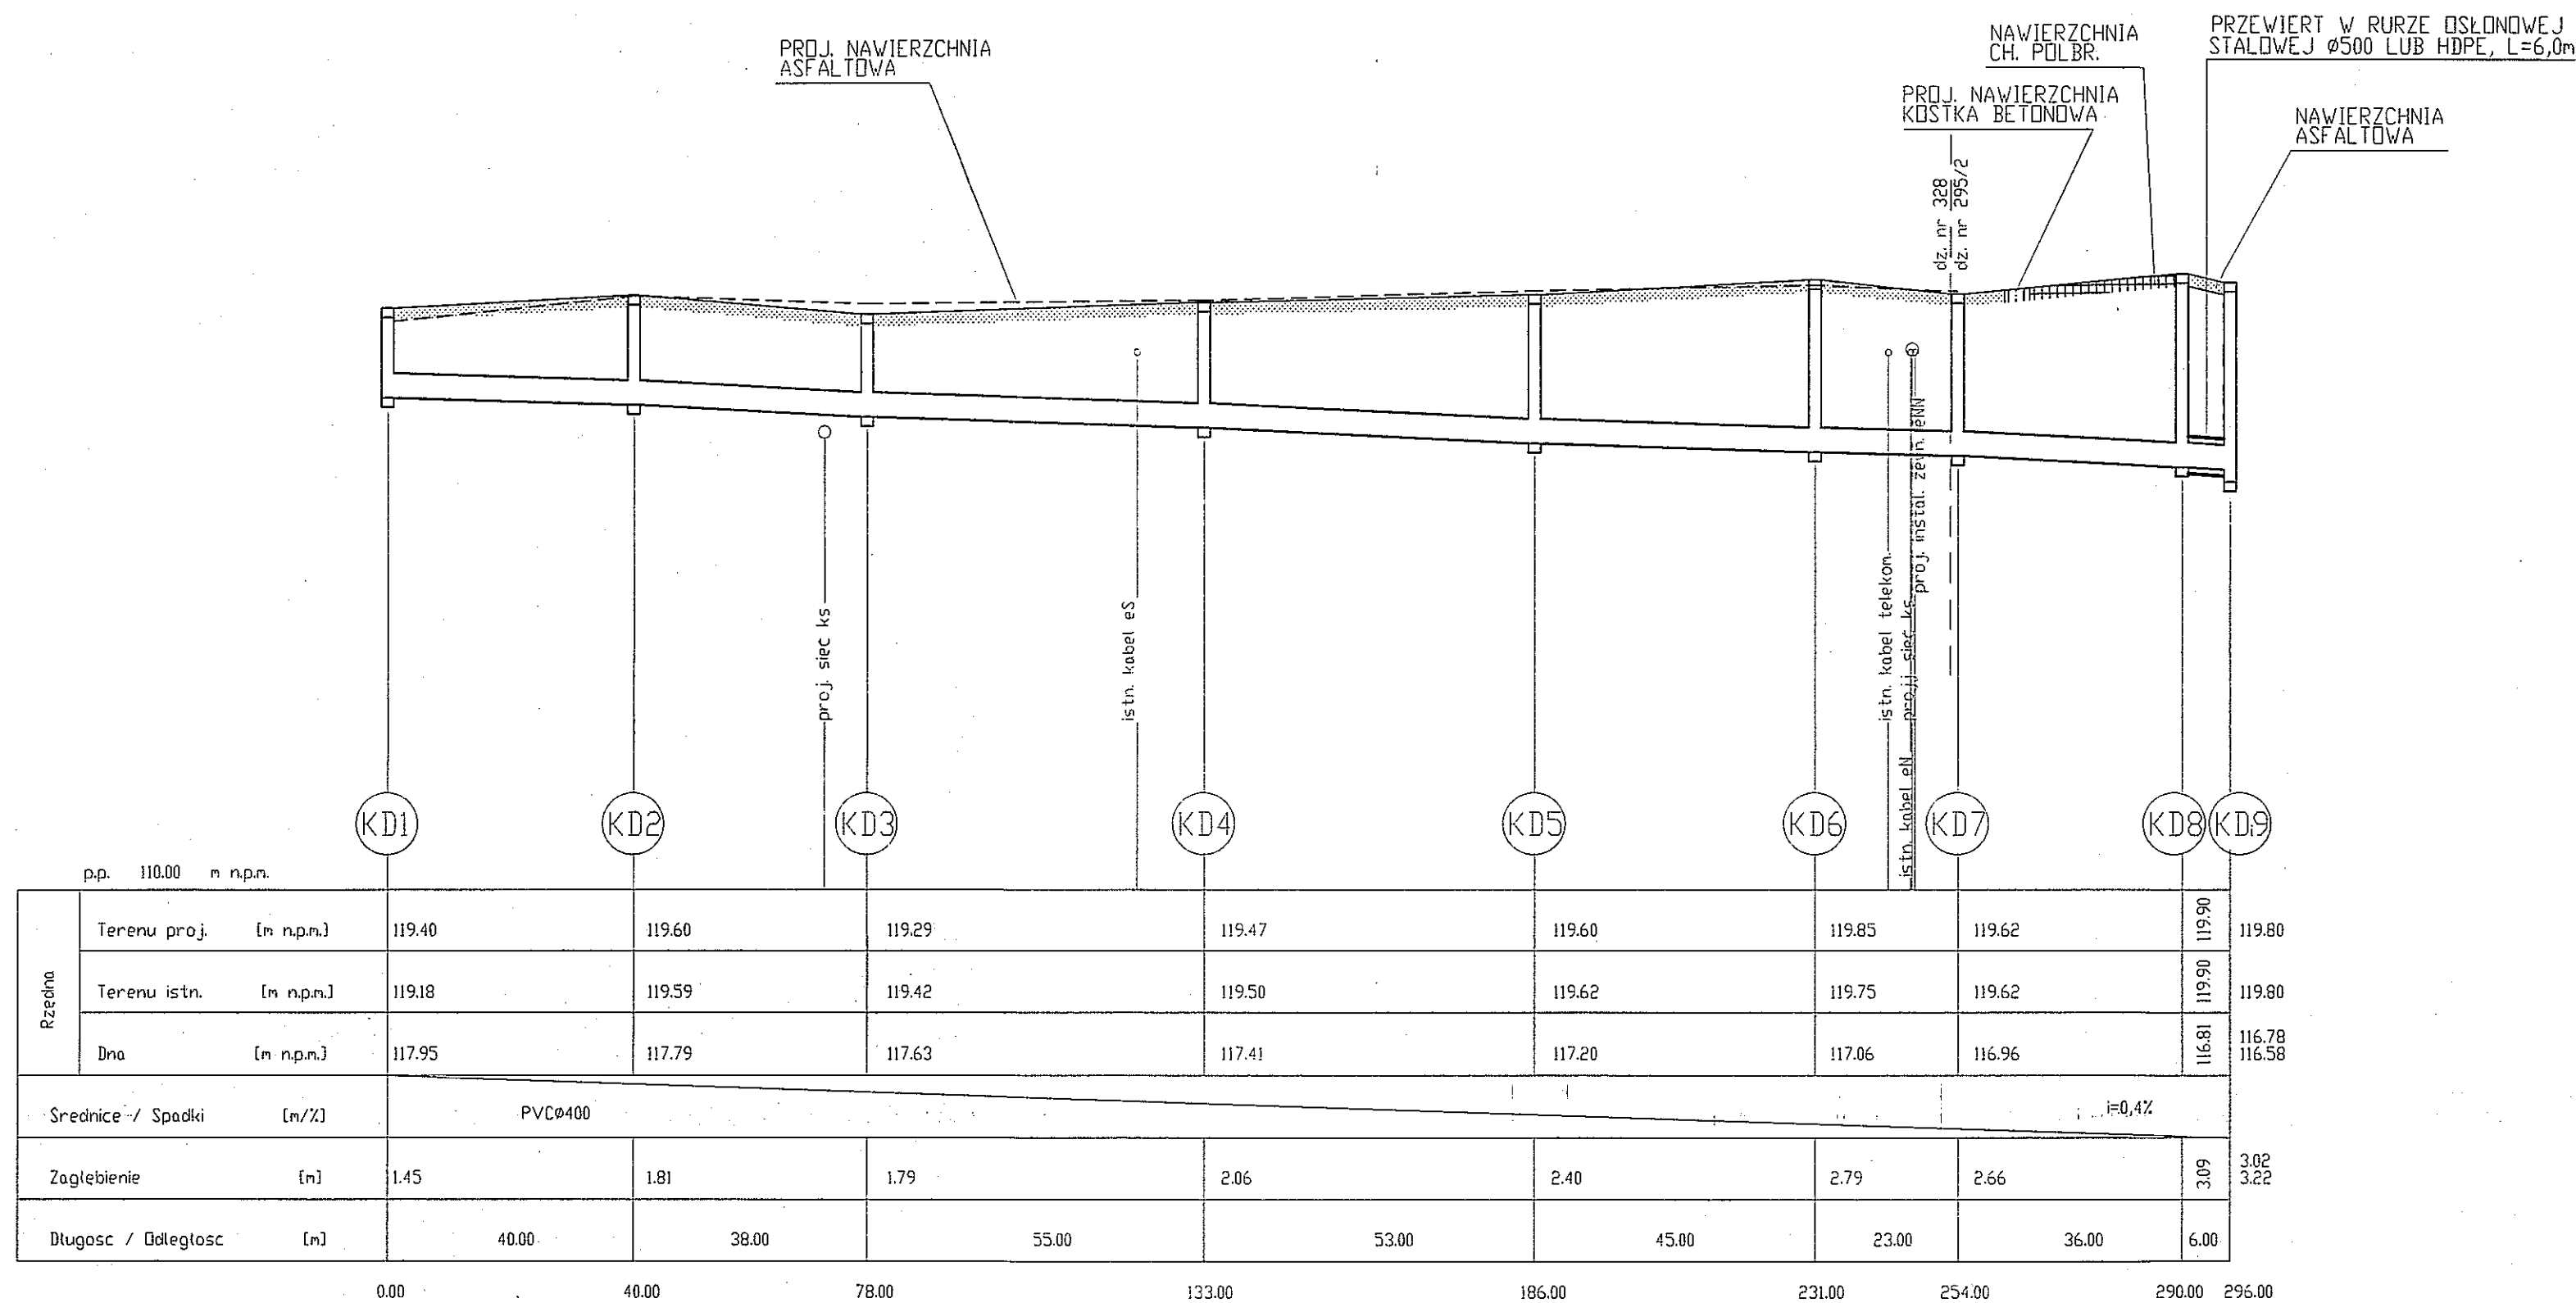 PROJ. NAWIERZCHNIA
ASFALTOWA
NAWIERZCHNIA
CH. POLBR.
PRZEWIERT W RURZE OSŁONOWEJ
STALOWEJ Ø500 LUB HDPE, L=6,0m
PROJ. NAWIERZCHNIA
KOSTKA BETONOWA
NAWIERZCHNIA
ASFALTOWA
dz. nr 328
dz. nr 295/2
proj. siec ks
istn. kabel eS
istn. kabel telekom.
istn. kabel eN
proj. siec ks
proj. instal. zewn. eNN
KD1
KD2
KD3
KD4
KD5
KD6
KD7
KD8
KDi9
p.p. 110.00 m n.p.m.
Rzedna
Terenu proj. [m n.p.m.] 119.40 119.60 119.29 119.47 119.60 119.85 119.62 119.90 119.80
Terenu istn. [m n.p.m.] 119.18 119.59 119.42 119.50 119.62 119.75 119.62 119.90 119.80
Dna [m n.p.m.] 117.95 117.79 117.63 117.41 117.20 117.06 116.96 116.81 116.78
116.58
Srednice / Spadki [m/%] PVCØ400 i=0,4%
Zaglebienie [m] 1.45 1.81 1.79 2.06 2.40 2.79 2.66 3.09 3.02
3.22
Długosc / Odległosc [m] 40.00 38.00 55.00 53.00 45.00 23.00 36.00 6.00
0.00 40.00 78.00 133.00 186.00 231.00 254.00 290.00 296.00